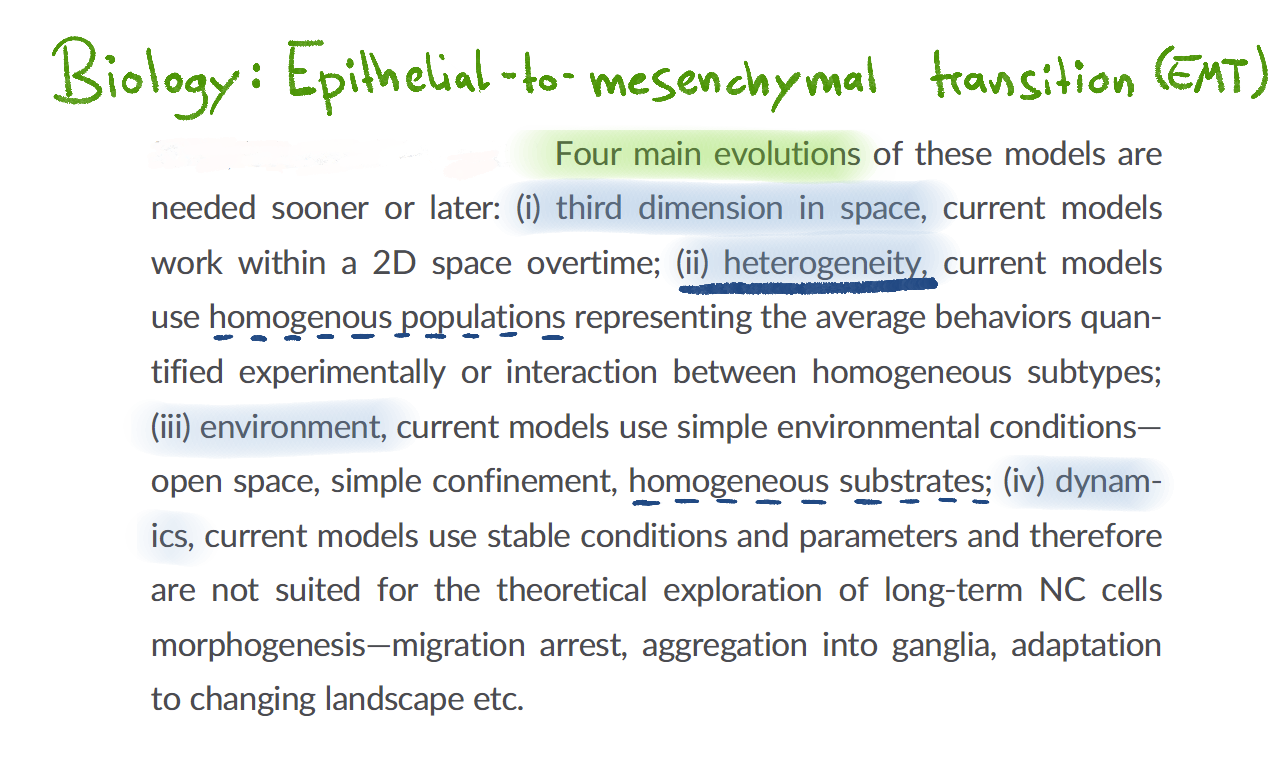 Biology: Epithelial-to-mesenchymal transition (EMT)
Four main evolutions of these models are
needed sooner or later: (i) third dimension in space, current models
work within a 2D space overtime; (ii) heterogeneity, current models
use homogenous populations representing the average behaviors quan-
tified experimentally or interaction between homogeneous subtypes;
(iii) environment, current models use simple environmental conditions—
open space, simple confinement, homogeneous substrates; (iv) dynam-
ics, current models use stable conditions and parameters and therefore
are not suited for the theoretical exploration of long-term NC cells
morphogenesis—migration arrest, aggregation into ganglia, adaptation
to changing landscape etc.